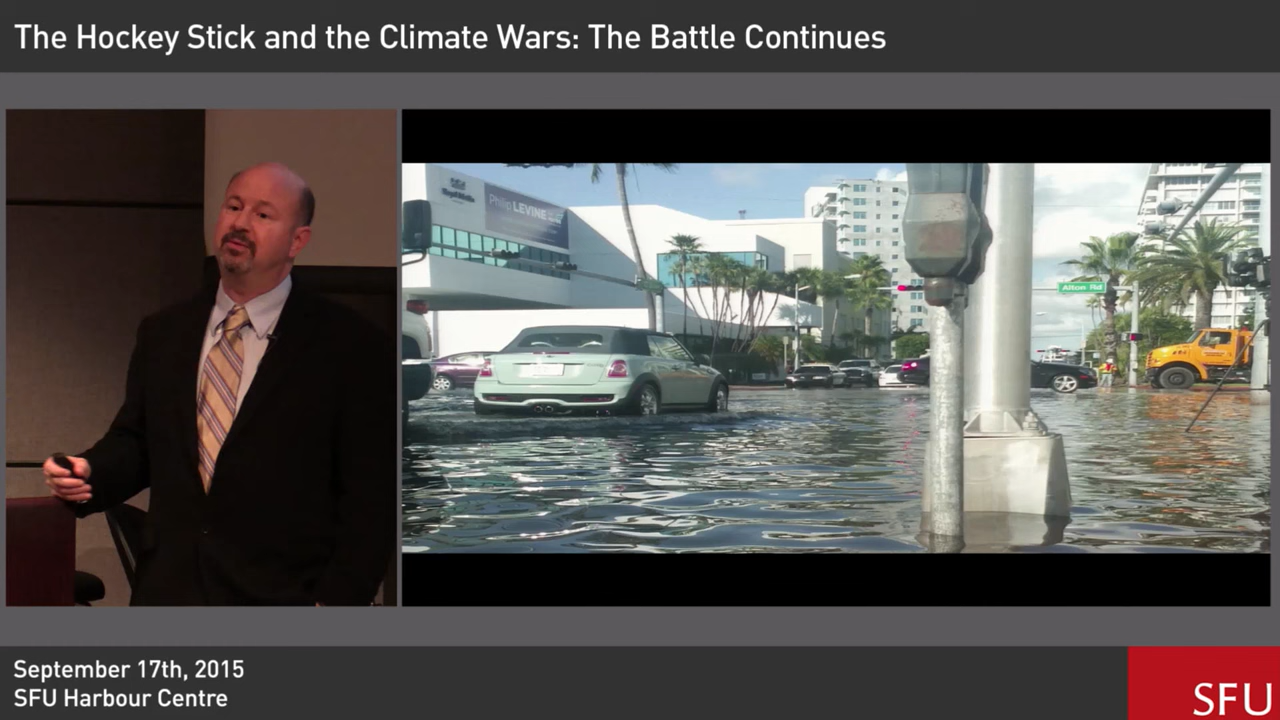 The Hockey Stick and the Climate Wars: The Battle Continues
Philip LEVINE
Alton Rd
September 17th, 2015
SFU Harbour Centre
SFU